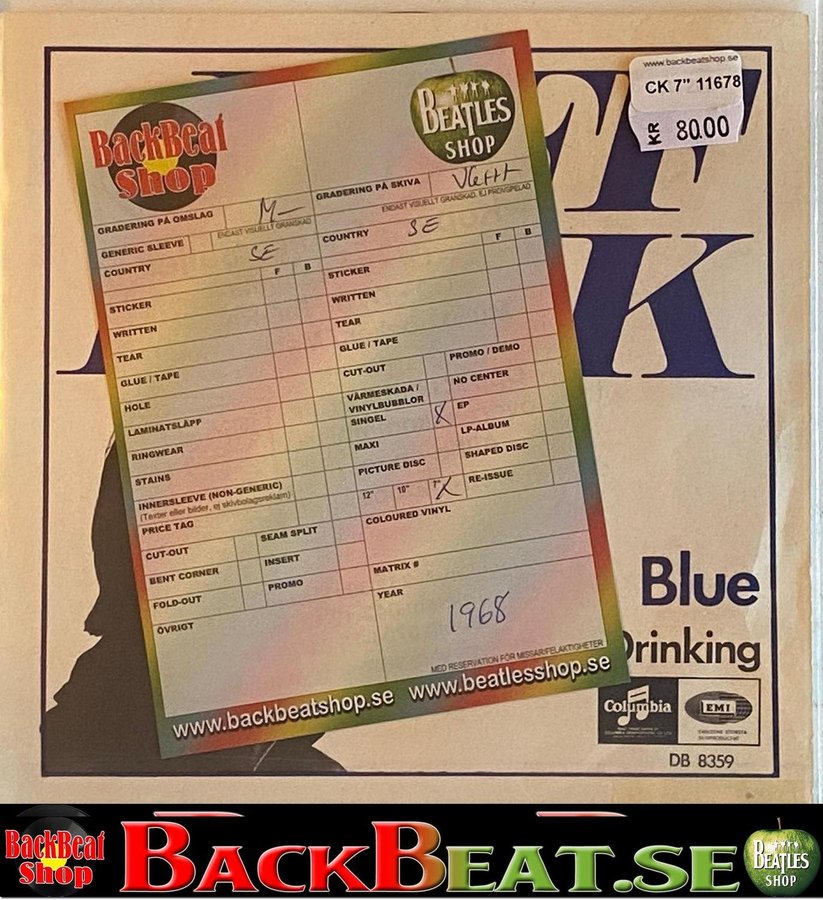 www.backbeatshop.se
CK 7" 11678
KR 80.00
F
K
BackBeat
Shop
BEATLES
SHOP
GRADERING PÅ OMSLAG M-
ENDAST VISUELLT GRANSKAD
GRADERING PÅ SKIVA VG+++
ENDAST VISUELLT GRANSKAD, EJ PROVSPELAD
GENERIC SLEEVE
COUNTRY SE
F B
STICKER
WRITTEN
TEAR
GLUE / TAPE
HOLE
LAMINATSLÄPP
RINGWEAR
STAINS
INNERSLEEVE (NON-GENERIC)
(Texter eller bilder, ej skivbolagsreklam)
PRICE TAG
CUT-OUT
BENT CORNER
FOLD-OUT
SEAM SPLIT
INSERT
PROMO
ÖVRIGT
COUNTRY SE
F B
STICKER
WRITTEN
TEAR
GLUE / TAPE
CUT-OUT
PROMO / DEMO
VÄRMESKADA /
VINYLBUBBLOR
NO CENTER
SINGEL X
EP
MAXI
LP-ALBUM
PICTURE DISC
SHAPED DISC
12" 10" 7" X
RE-ISSUE
COLOURED VINYL
MATRIX #
YEAR
1968
MED RESERVATION FÖR MISSAR/FELAKTIGHETER
www.backbeatshop.se www.beatlesshop.se
Blue
Drinking
Columbia
EMI
DB 8359
BackBeat
Shop
BACKBEAT.SE
BEATLES
SHOP